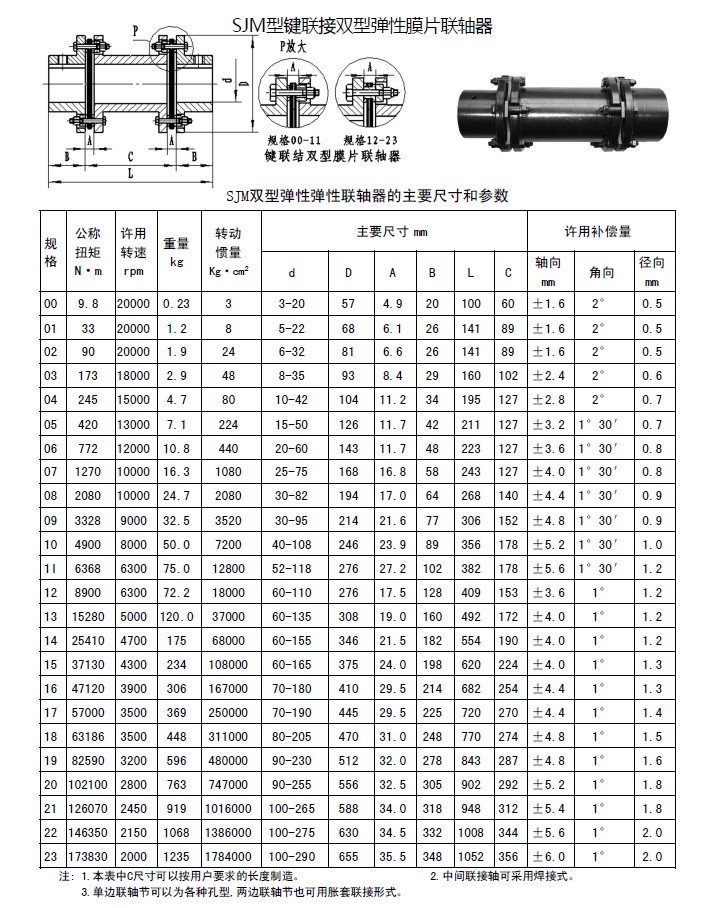 SJM型键联接双型弹性膜片联轴器
P
P放大
A
A
d
D
规格00-11
规格12-23
键联结双型膜片联轴器
A
A
B
C
B
L
SJM双型弹性弹性联轴器的主要尺寸和参数
规格 公称扭矩 N·m 许用转速 rpm 重量 kg 转动惯量 Kg·cm² 主要尺寸 mm 许用补偿量
d D A B L C 轴向 mm 角向 径向 mm
00 9.8 20000 0.23 3 3-20 57 4.9 20 100 60 ±1.6 2° 0.5
01 33 20000 1.2 8 5-22 68 6.1 26 141 89 ±1.6 2° 0.5
02 90 20000 1.9 24 6-32 81 6.6 26 141 89 ±1.6 2° 0.5
03 173 18000 2.9 48 8-35 93 8.4 29 160 102 ±2.4 2° 0.6
04 245 15000 4.7 80 10-42 104 11.2 34 195 127 ±2.8 2° 0.7
05 420 13000 7.1 224 15-50 126 11.7 42 211 127 ±3.2 1°30′ 0.7
06 772 12000 10.8 440 20-60 143 11.7 48 223 127 ±3.6 1°30′ 0.8
07 1270 10000 16.3 1080 25-75 168 16.8 58 243 127 ±4.0 1°30′ 0.8
08 2080 10000 24.7 2080 30-82 194 17.0 64 268 140 ±4.4 1°30′ 0.9
09 3328 9000 32.5 3520 30-95 214 21.6 77 306 152 ±4.8 1°30′ 0.9
10 4900 8000 50.0 7200 40-108 246 23.9 89 356 178 ±5.2 1°30′ 1.0
1l 6368 6300 75.0 12800 52-118 276 27.2 102 382 178 ±5.6 1°30′ 1.2
12 8900 6300 72.2 18000 60-110 276 17.5 128 409 153 ±3.6 1° 1.2
13 15280 5000 120.0 37000 60-135 308 19.0 160 492 172 ±4.0 1° 1.2
14 25410 4700 175 68000 60-155 346 21.5 182 554 190 ±4.0 1° 1.2
15 37130 4300 234 108000 60-165 375 24.0 198 620 224 ±4.0 1° 1.3
16 47120 3900 306 167000 70-180 410 29.5 214 682 254 ±4.4 1° 1.3
17 57000 3500 369 250000 70-190 445 29.5 225 720 270 ±4.4 1° 1.4
18 63186 3500 448 311000 80-205 470 31.0 248 770 274 ±4.8 1° 1.5
19 82590 3200 596 480000 90-230 512 32.0 278 843 287 ±4.8 1° 1.6
20 102100 2800 763 747000 90-255 556 32.5 305 902 292 ±5.2 1° 1.8
21 126070 2450 919 1016000 100-265 588 34.0 318 948 312 ±5.4 1° 1.8
22 146350 2150 1068 1386000 100-275 630 34.5 332 1008 344 ±5.6 1° 2.0
23 173830 2000 1235 1784000 100-290 655 35.5 348 1052 356 ±6.0 1° 2.0
注: 1.本表中C尺寸可以按用户要求的长度制造。 2.中间联接轴可采用焊接式。
3.单边联轴节可以为各种孔型,两边联轴节也可用胀套联接形式。